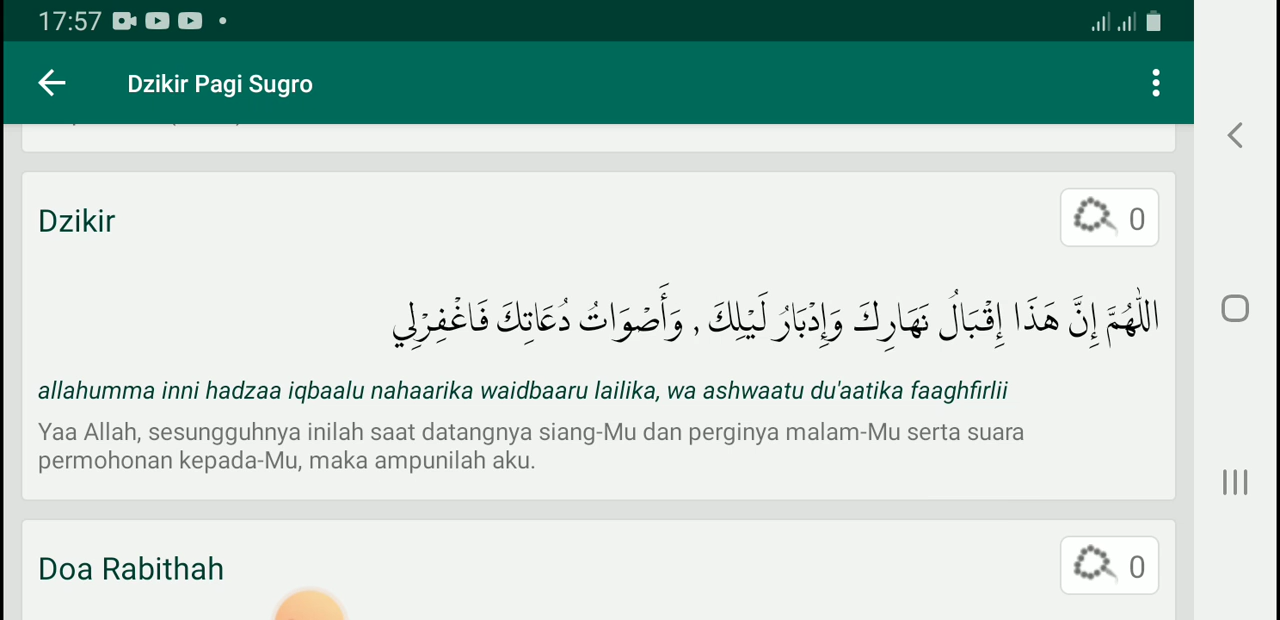 17:57
Dzikir Pagi Sugro
Dzikir
0
اللّٰهُمَّ إِنَّ هَذَا إِقْبَالُ نَهَارِكَ وَإِدْبَارُ لَيْلِكَ , وَأَصْوَاتُ دُعَاتِكَ فَاغْفِرْلِي
allahumma inni hadzaa iqbaalu nahaarika waidbaaru lailika, wa ashwaatu du'aatika faaghfirlii
Yaa Allah, sesungguhnya inilah saat datangnya siang-Mu dan perginya malam-Mu serta suara
permohonan kepada-Mu, maka ampunilah aku.
Doa Rabithah
0